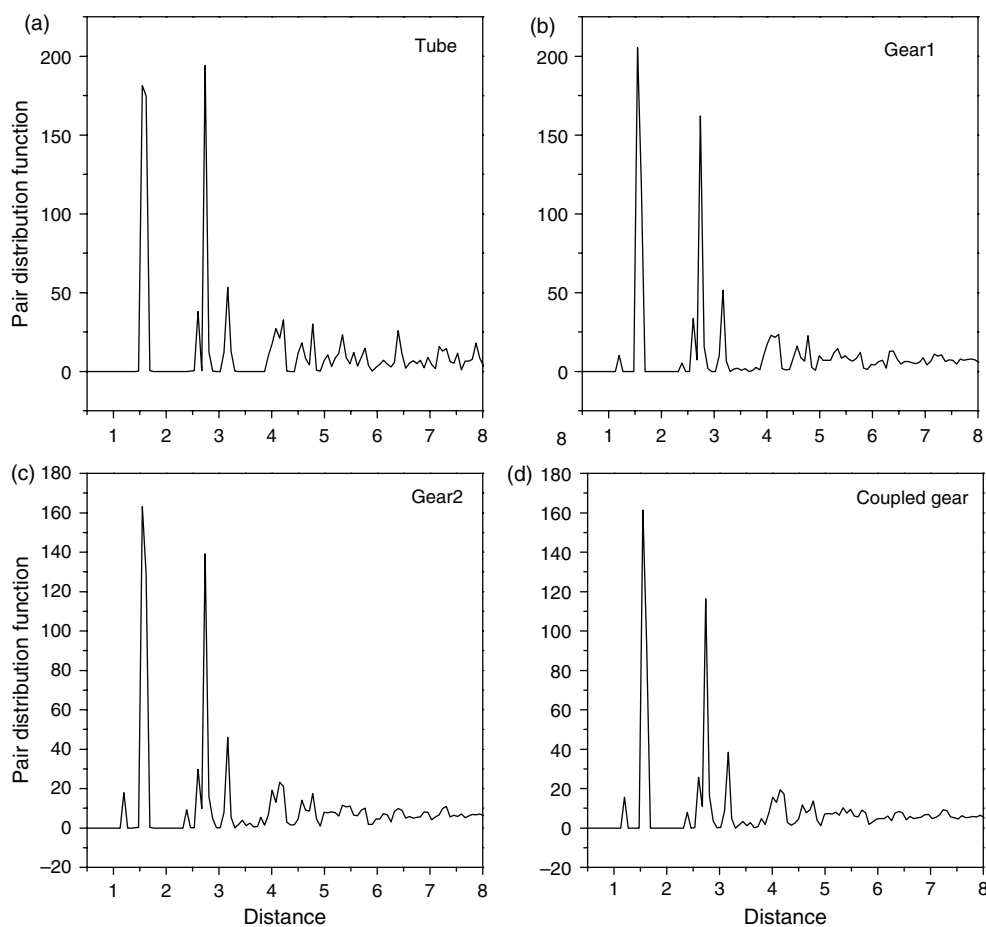 (a)
Tube
Pair distribution function
200
150
100
50
0
1 2 3 4 5 6 7 8
(b)
Gear1
200
150
100
50
0
8
1 2 3 4 5 6 7 8
(c)
Gear2
Pair distribution function
180
160
140
120
100
80
60
40
20
0
–20
1 2 3 4 5 6 7 8
Distance
(d)
Coupled gear
180
160
140
120
100
80
60
40
20
0
–20
1 2 3 4 5 6 7 8
Distance